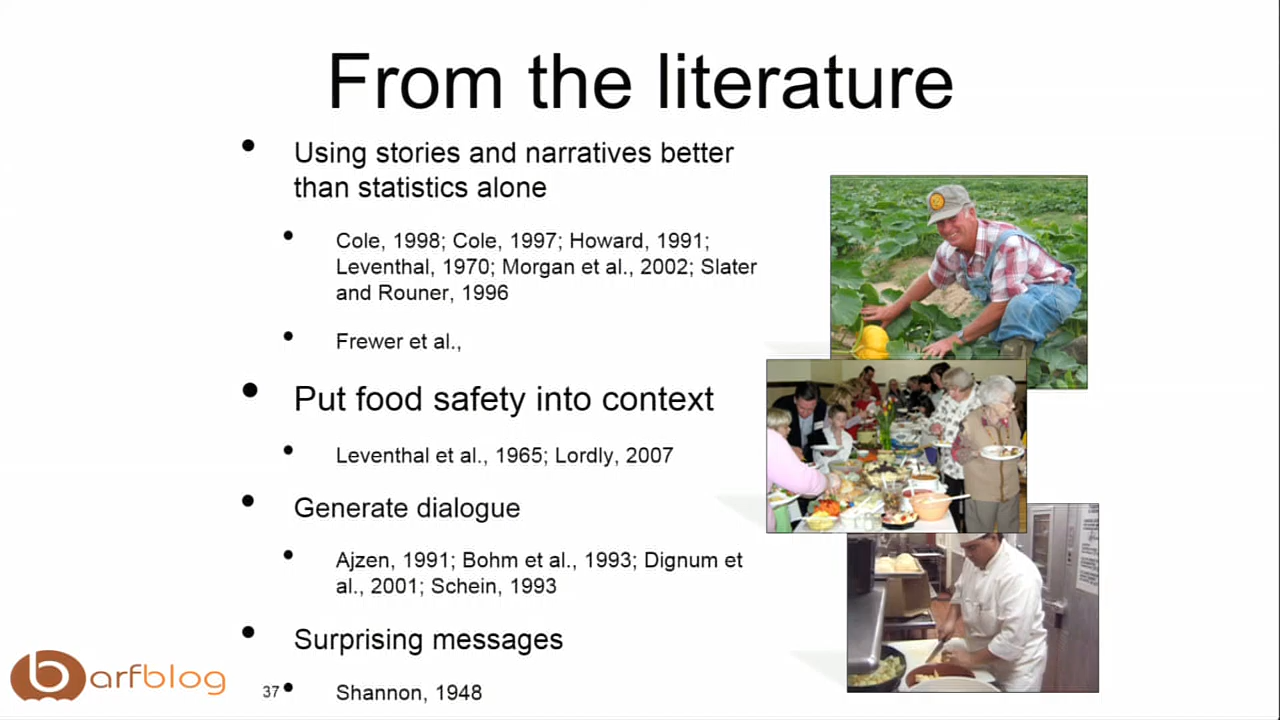 From the literature
Using stories and narratives better
than statistics alone
Cole, 1998; Cole, 1997; Howard, 1991;
Leventhal, 1970; Morgan et al., 2002; Slater
and Rouner, 1996
Frewer et al.,
Put food safety into context
Leventhal et al., 1965; Lordly, 2007
Generate dialogue
Ajzen, 1991; Bohm et al., 1993; Dignum et
al., 2001; Schein, 1993
Surprising messages
Shannon, 1948
barfblog
37